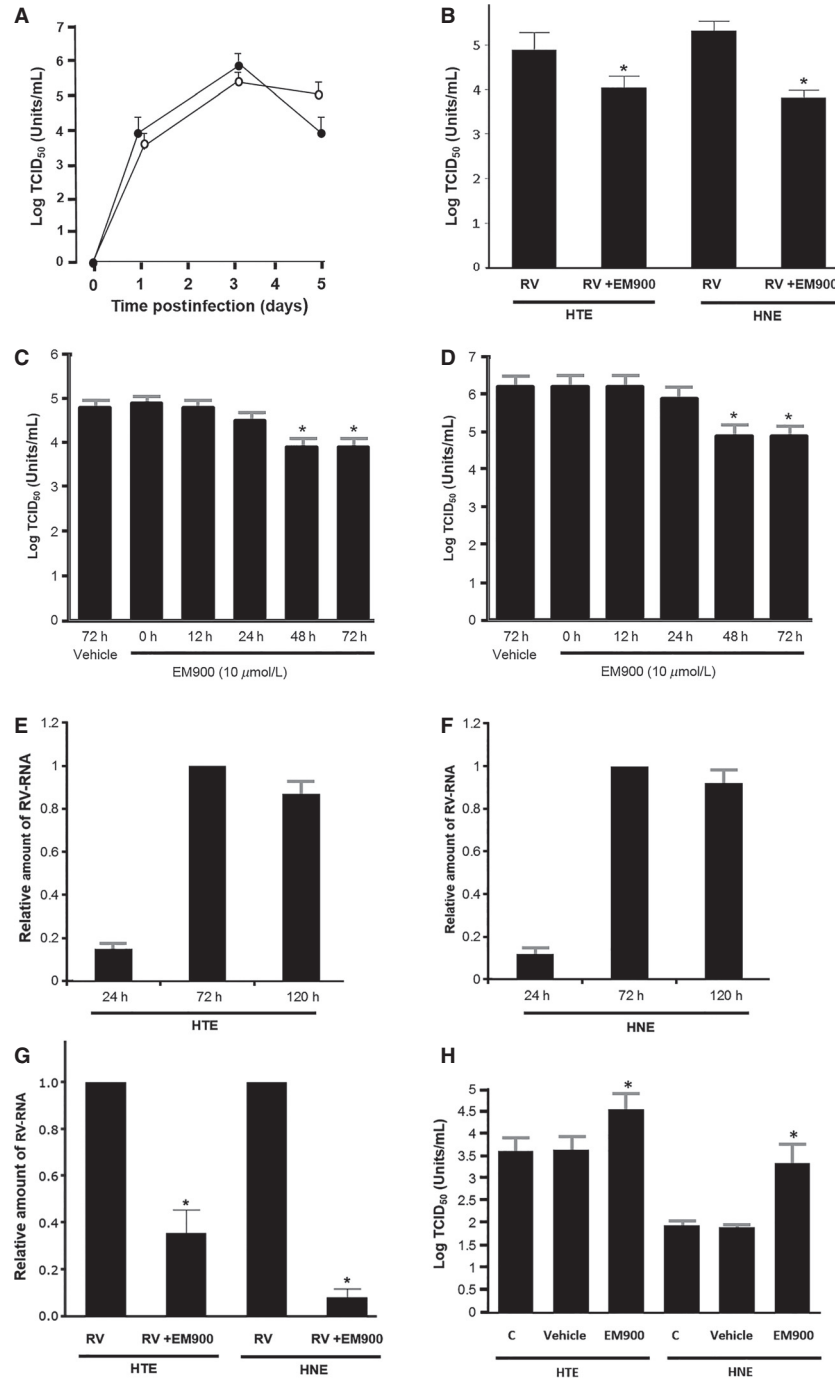 A
Log TCID50 (Units/mL)
7
6
5
4
3
2
1
0
0 1 2 3 4 5
Time postinfection (days)
B
Log TCID50 (Units/mL)
5
4
3
2
1
0
* *
RV RV +EM900 RV RV +EM900
HTE HNE
C
Log TCID50 (Units/mL)
6
5
4
3
2
1
0
* *
72 h 0 h 12 h 24 h 48 h 72 h
Vehicle
EM900 (10 μmol/L)
D
Log TCID50 (Units/mL)
7
6
5
4
3
2
1
0
* *
72 h 0 h 12 h 24 h 48 h 72 h
Vehicle
EM900 (10 μmol/L)
E
Relative amount of RV-RNA
1.2
1
0.8
0.6
0.4
0.2
0
24 h 72 h 120 h
HTE
F
Relative amount of RV-RNA
1.2
1
0.8
0.6
0.4
0.2
0
24 h 72 h 120 h
HNE
G
Relative amount of RV-RNA
1.0
0.8
0.6
0.4
0.2
0.0
* *
RV RV +EM900 RV RV +EM900
HTE HNE
H
Log TCID50 (Units/mL)
5
4.5
4
3.5
3
2.5
2
1.5
1
0.5
0
* *
C Vehicle EM900 C Vehicle EM900
HTE HNE